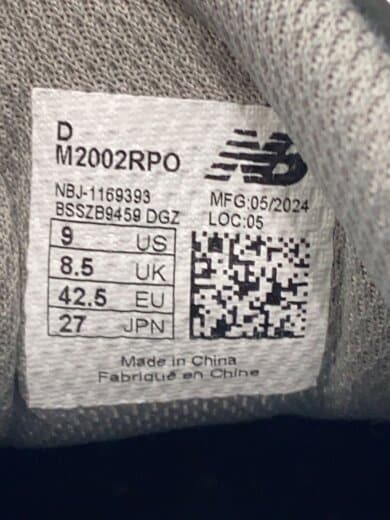 D
M2002RPO
NBJ-1169393
BSSZB9459 DGZ
MFG:05/2024
LOC:05
9 US
8.5 UK
42.5 EU
27 JPN
Made in China
Fabriqué en Chine